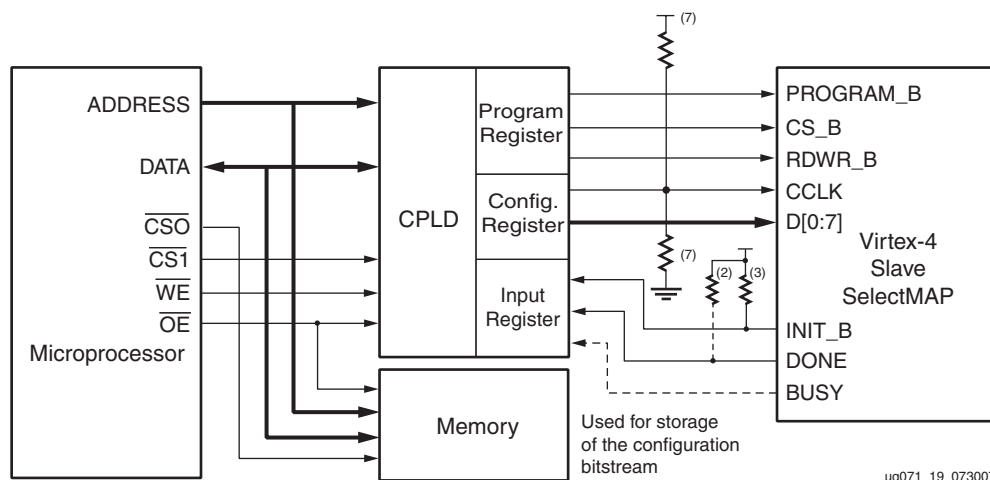 (7)
ADDRESS
DATA
CSO
CS1
WE
OE
Microprocessor
CPLD
Program
Register
Config.
Register
Input
Register
(7)
(2)
(3)
PROGRAM_B
CS_B
RDWR_B
CCLK
D[0:7]
Virtex-4
Slave
SelectMAP
INIT_B
DONE
BUSY
Memory
Used for storage
of the configuration
bitstream